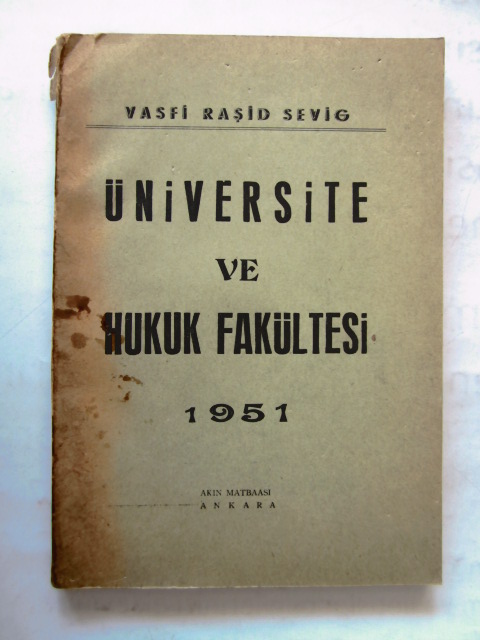 VASFİ RAŞİD SEVİG
ÜNİVERSİTE
VE
HUKUK FAKÜLTESİ
1951
AKIN MATBAASI
ANKARA